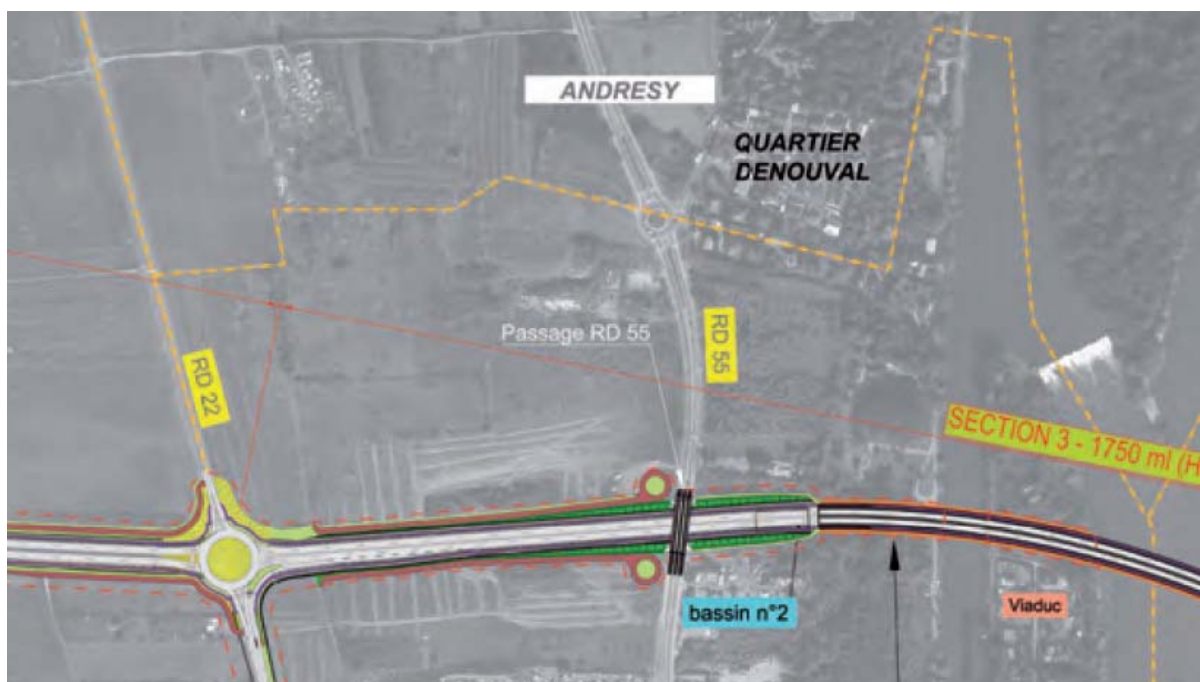 ANDRESY
QUARTIER
DENOUVAL
Passage RD 55
RD 55
RD 22
SECTION 3 - 1750 ml (H
bassin n°2
Viaduc